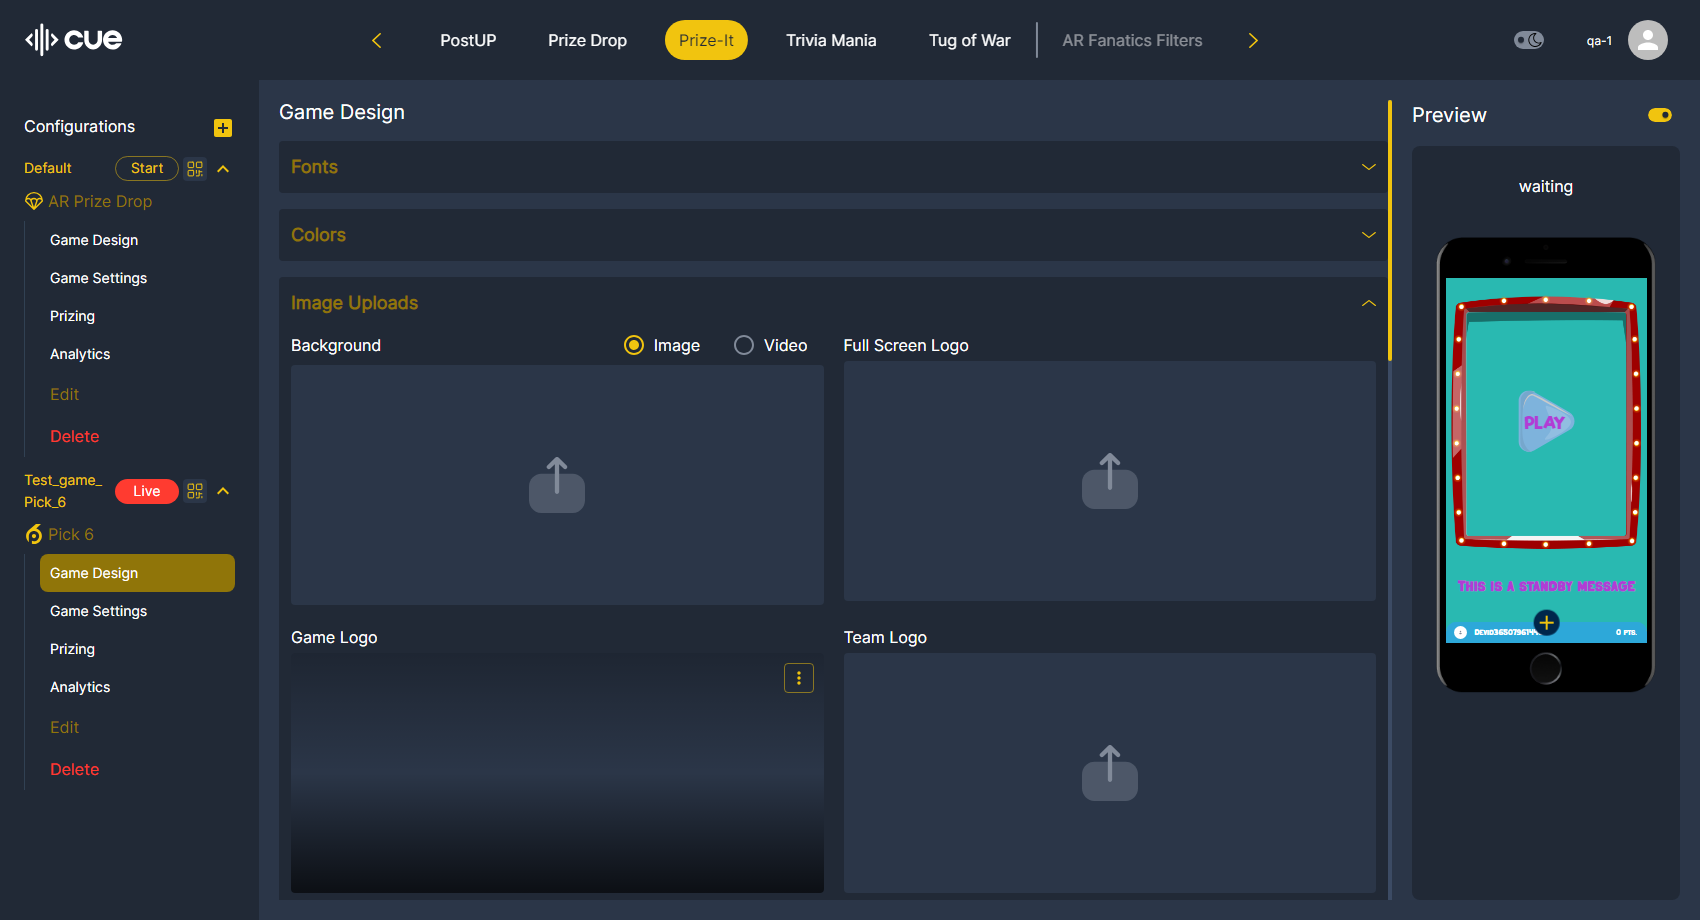 cue
PostUP
Prize Drop
Prize-It
Trivia Mania
Tug of War
AR Fanatics Filters
qa-1
Configurations
Default
Start
AR Prize Drop
Game Design
Game Settings
Prizing
Analytics
Edit
Delete
Test_game_
Pick_6
Live
Pick 6
Game Design
Game Settings
Prizing
Analytics
Edit
Delete
Game Design
Fonts
Colors
Image Uploads
Background
Image
Video
Full Screen Logo
Game Logo
Team Logo
Preview
waiting
PLAY
This is a standby message
0 pts.